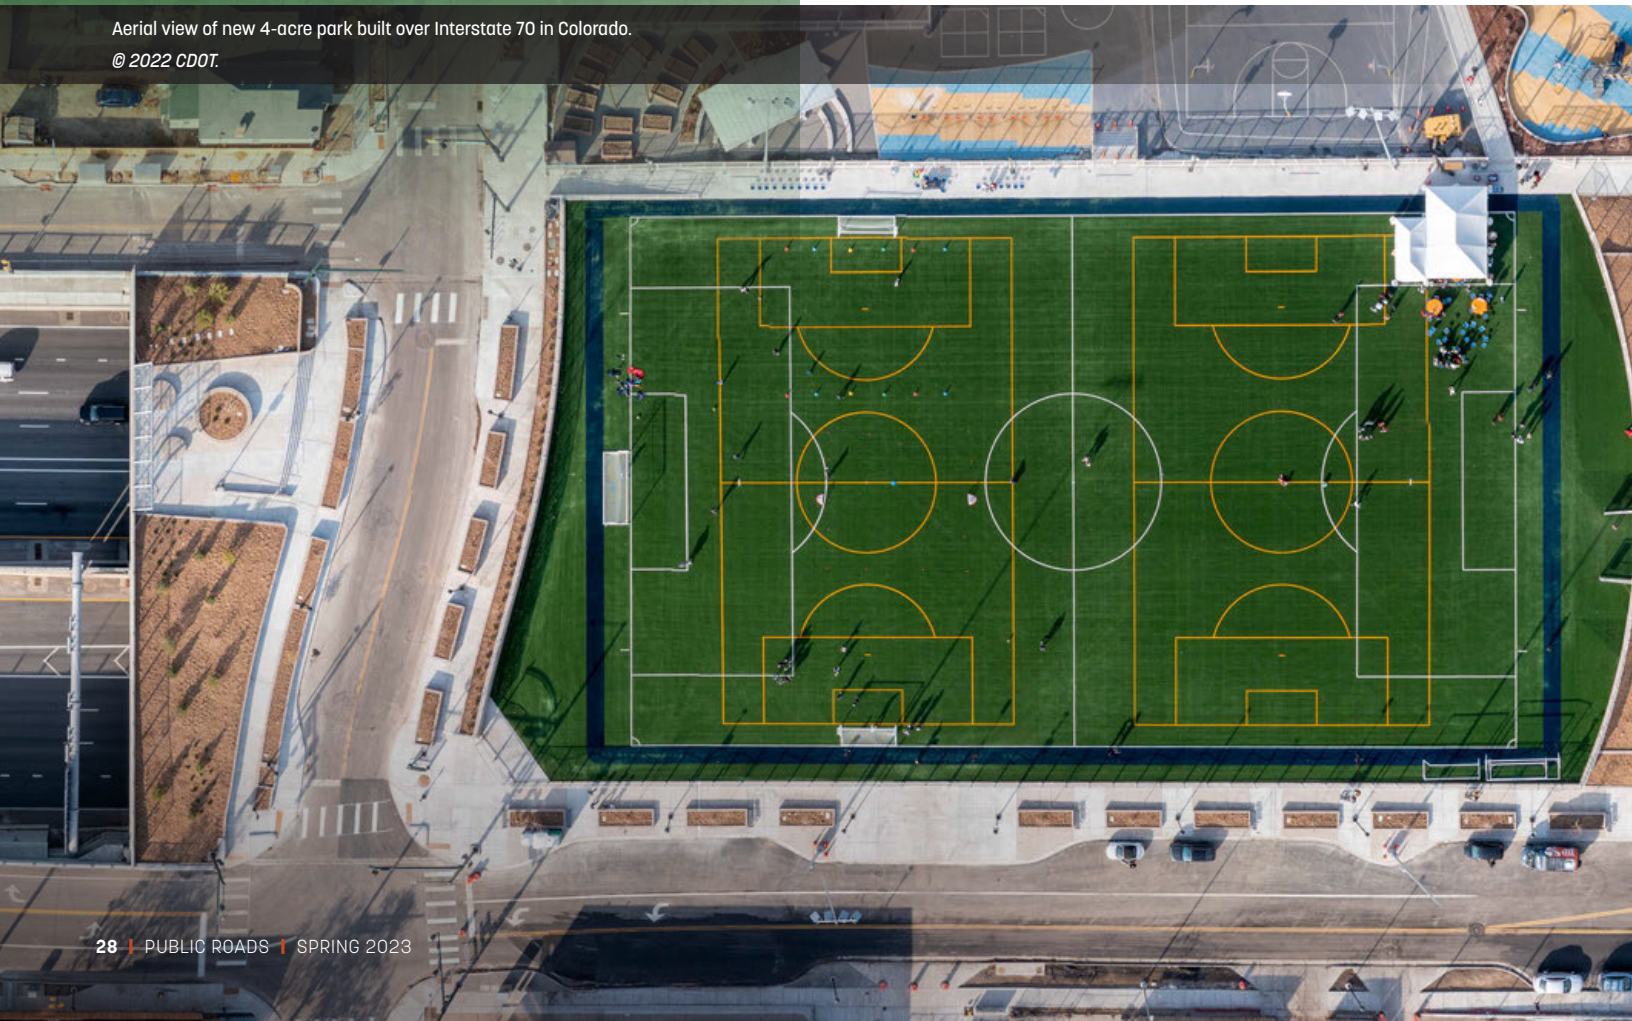 Aerial view of new 4-acre park built over Interstate 70 in Colorado.
© 2022 CDOT.
28 | PUBLIC ROADS | SPRING 2023